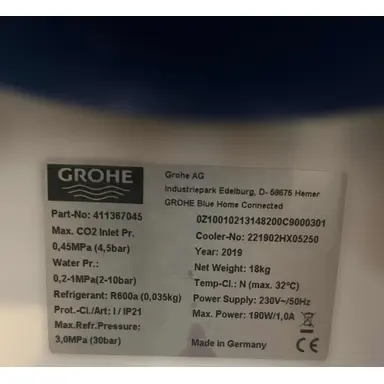 GROHE
Grohe AG
Industriepark Edelburg, D- 58675 Hemer
GROHE Blue Home Connected
Part-No: 411367045
0Z10010213148200C9000301
Max. CO2 Inlet Pr.
Cooler-No: 221902HX05250
0,45MPa (4,5bar)
Year: 2019
Water Pr.:
Net Weight: 18kg
0,2-1MPa(2-10bar)
Temp-Cl.: N (max. 32°C)
Refrigerant: R600a (0,035kg)
Power Supply: 230V~/50Hz
Prot.-Cl./Art: I / IP21
Max. Power: 190W/1,0A
Max.Refr.Pressure:
3,0MPa (30bar)
Made in Germany
CE